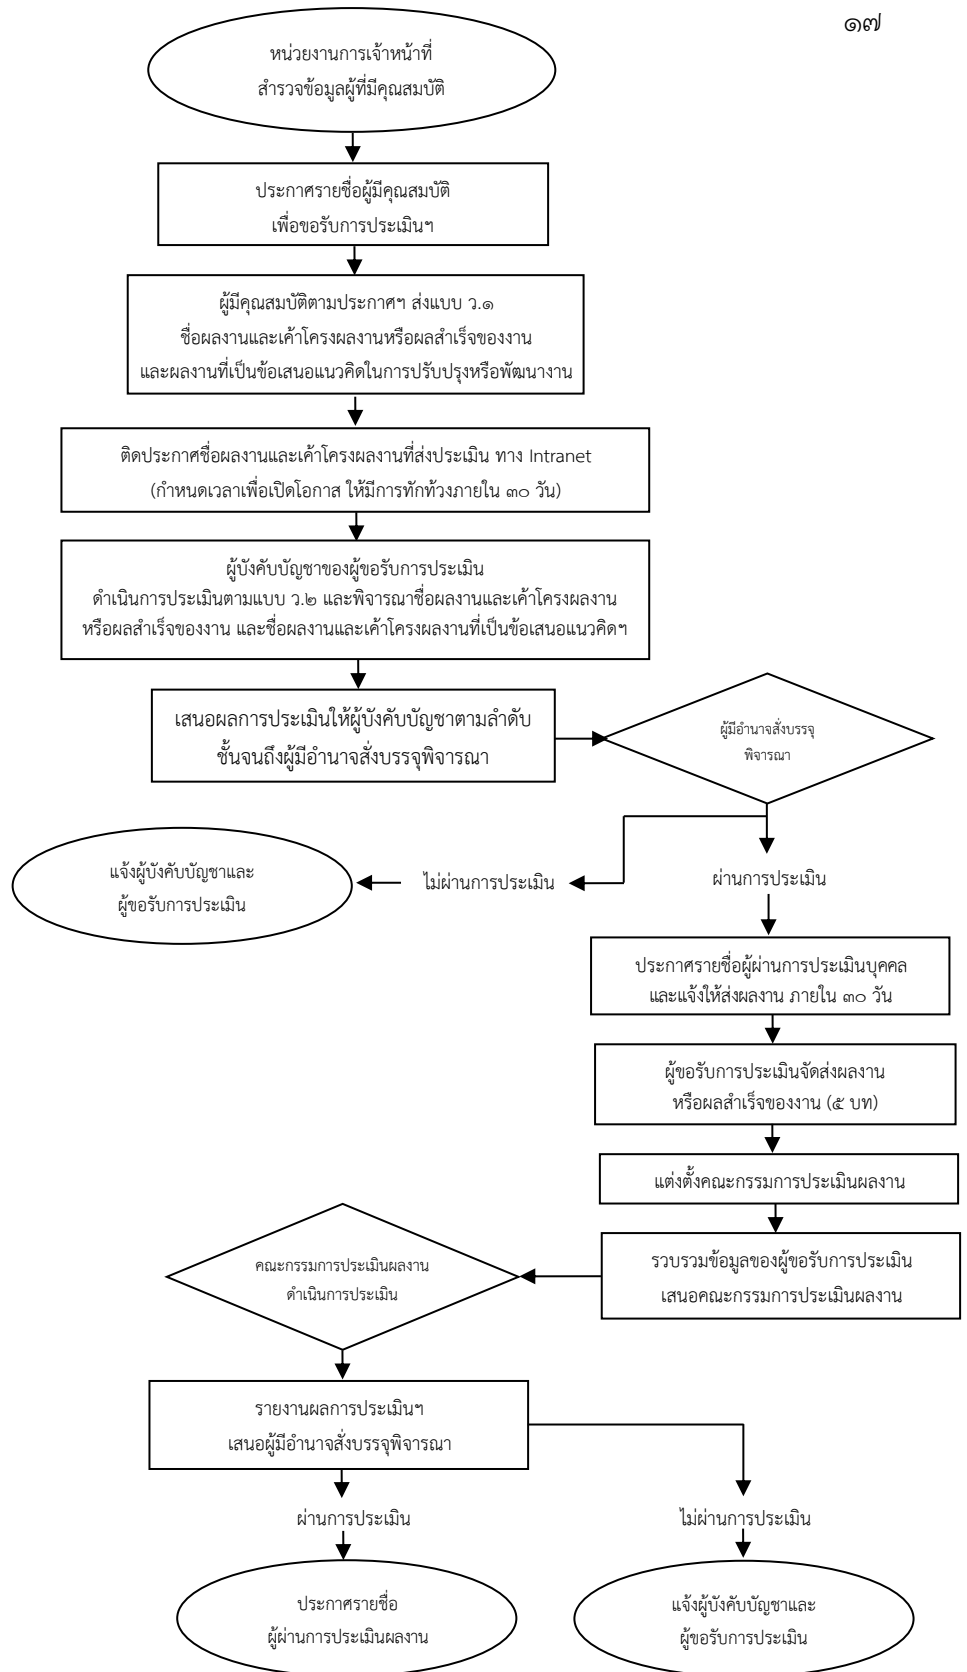 ๑๗
หน่วยงานการเจ้าหน้าที่
สำรวจข้อมูลผู้ที่มีคุณสมบัติ
ประกาศรายชื่อผู้มีคุณสมบัติ
เพื่อขอรับการประเมินฯ
ผู้มีคุณสมบัติตามประกาศฯ ส่งแบบ ว.๑
ชื่อผลงานและเค้าโครงผลงานหรือผลสำเร็จของงาน
และผลงานที่เป็นข้อเสนอแนวคิดในการปรับปรุงหรือพัฒนางาน
ติดประกาศชื่อผลงานและเค้าโครงผลงานที่ส่งประเมิน ทาง Intranet
(กำหนดเวลาเพื่อเปิดโอกาส ให้มีการทักท้วงภายใน ๓๐ วัน)
ผู้บังคับบัญชาของผู้ขอรับการประเมิน
ดำเนินการประเมินตามแบบ ว.๒ และพิจารณาชื่อผลงานและเค้าโครงผลงาน
หรือผลสำเร็จของงาน และชื่อผลงานและเค้าโครงผลงานที่เป็นข้อเสนอแนวคิดฯ
เสนอผลการประเมินให้ผู้บังคับบัญชาตามลำดับ
ชั้นจนถึงผู้มีอำนาจสั่งบรรจุพิจารณา
ผู้มีอำนาจสั่งบรรจุ
พิจารณา
แจ้งผู้บังคับบัญชาและ
ผู้ขอรับการประเมิน
ไม่ผ่านการประเมิน
ผ่านการประเมิน
ประกาศรายชื่อผู้ผ่านการประเมินบุคคล
และแจ้งให้ส่งผลงาน ภายใน ๓๐ วัน
ผู้ขอรับการประเมินจัดส่งผลงาน
หรือผลสำเร็จของงาน (๕ บท)
แต่งตั้งคณะกรรมการประเมินผลงาน
รวบรวมข้อมูลของผู้ขอรับการประเมิน
เสนอคณะกรรมการประเมินผลงาน
คณะกรรมการประเมินผลงาน
ดำเนินการประเมิน
รายงานผลการประเมินฯ
เสนอผู้มีอำนาจสั่งบรรจุพิจารณา
ผ่านการประเมิน
ไม่ผ่านการประเมิน
ประกาศรายชื่อ
ผู้ผ่านการประเมินผลงาน
แจ้งผู้บังคับบัญชาและ
ผู้ขอรับการประเมิน